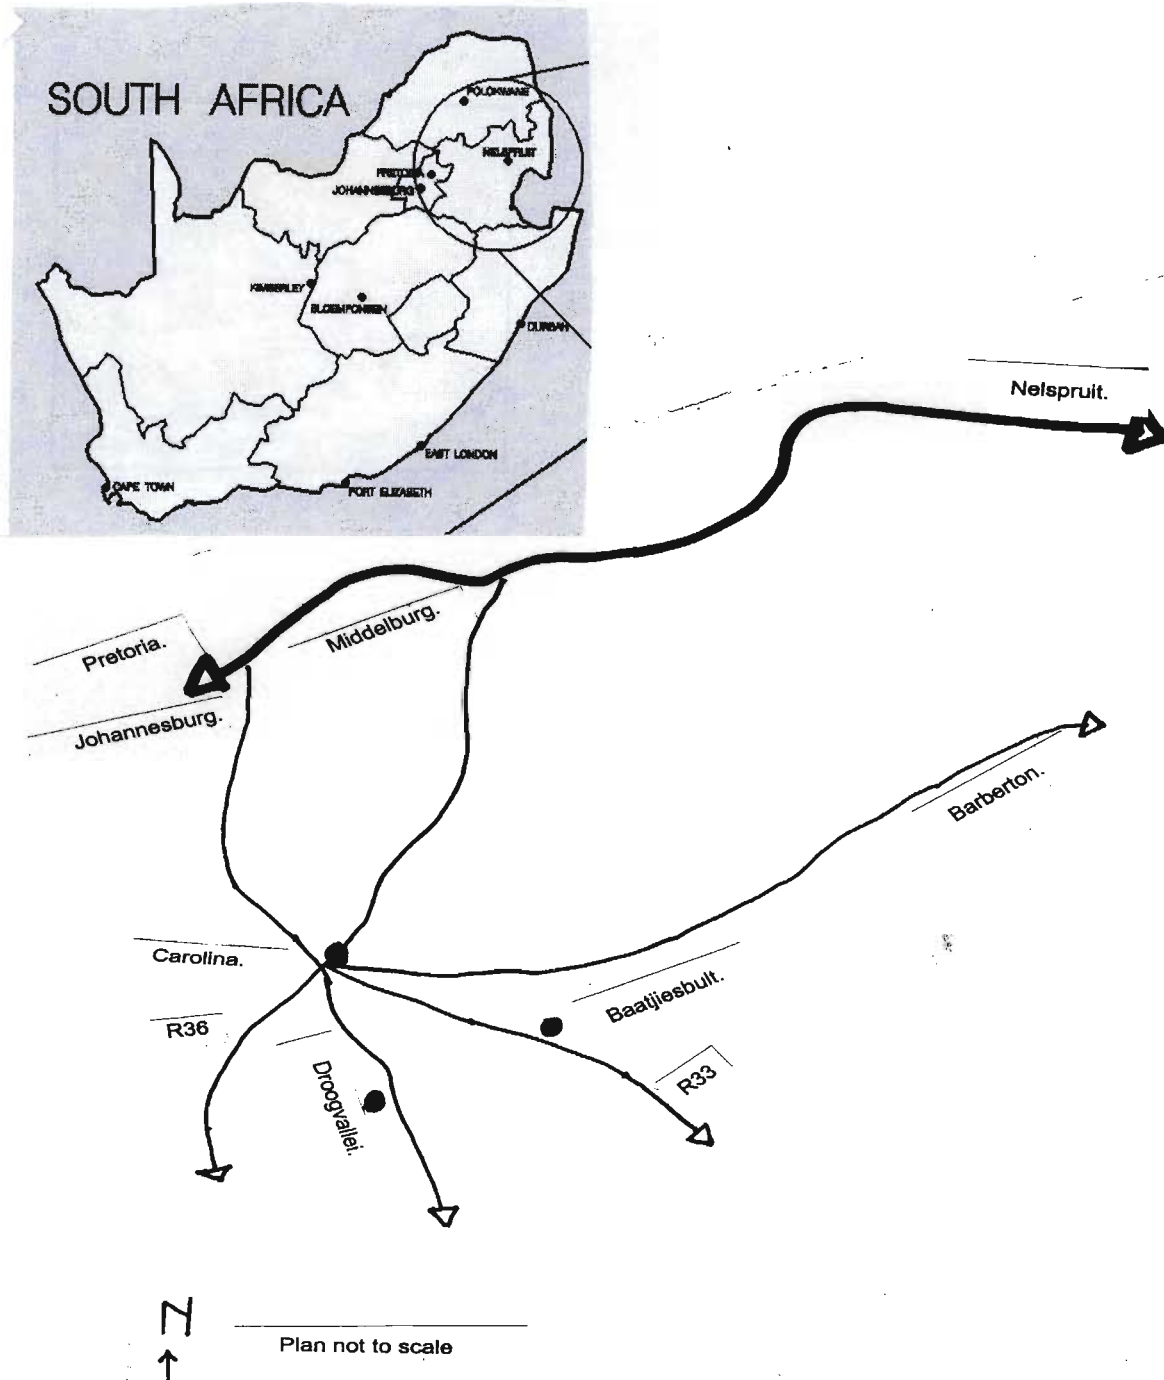 SOUTH AFRICA
POLOKWANE
NELSPRUIT
PRETORIA
JOHANNESBURG
KIMBERLEY
BLOEMFONTEIN
DURBAN
EAST LONDON
CAPE TOWN
PORT ELIZABETH
Nelspruit.
Middelburg.
Pretoria.
Johannesburg.
Barberton.
Carolina.
Baatjiesbult.
R36
Droogvallei.
R33
N
Plan not to scale